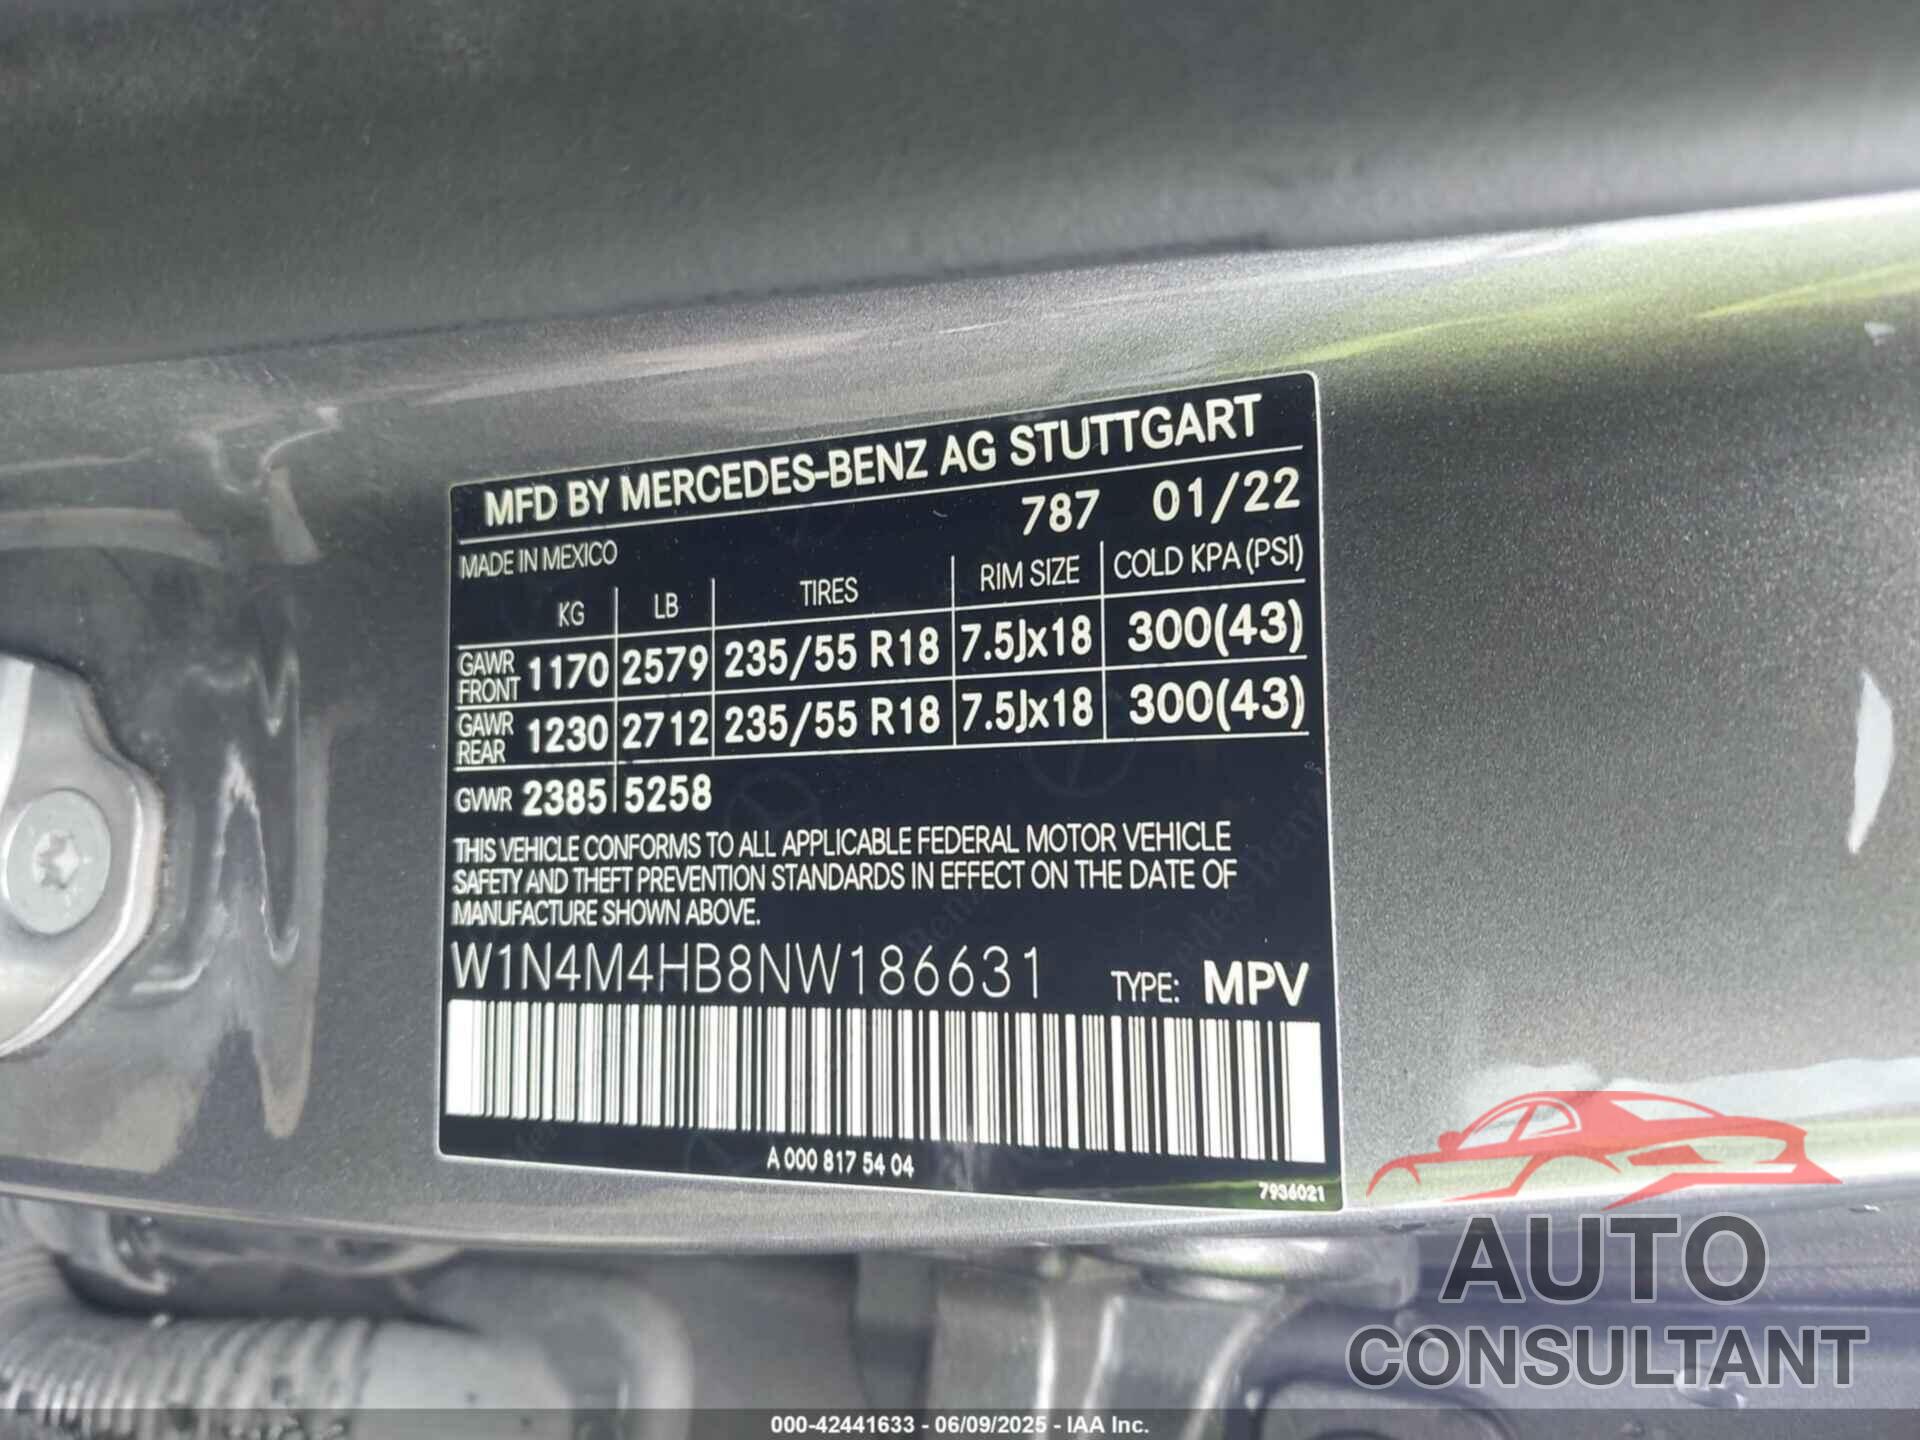 MFD BY MERCEDES-BENZ AG STUTTGART
787 01/22
MADE IN MEXICO
KG LB TIRES RIM SIZE COLD KPA (PSI)
GAWR FRONT 1170 2579 235/55 R18 7.5Jx18 300(43)
GAWR REAR 1230 2712 235/55 R18 7.5Jx18 300(43)
GVWR 2385 5258
THIS VEHICLE CONFORMS TO ALL APPLICABLE FEDERAL MOTOR VEHICLE
SAFETY AND THEFT PREVENTION STANDARDS IN EFFECT ON THE DATE OF
MANUFACTURE SHOWN ABOVE.
W1N4M4HB8NW186631 TYPE: MPV
A 000 817 54 04
7936021
AUTO
CONSULTANT
000-42441633 - 06/09/2025 - IAA Inc.